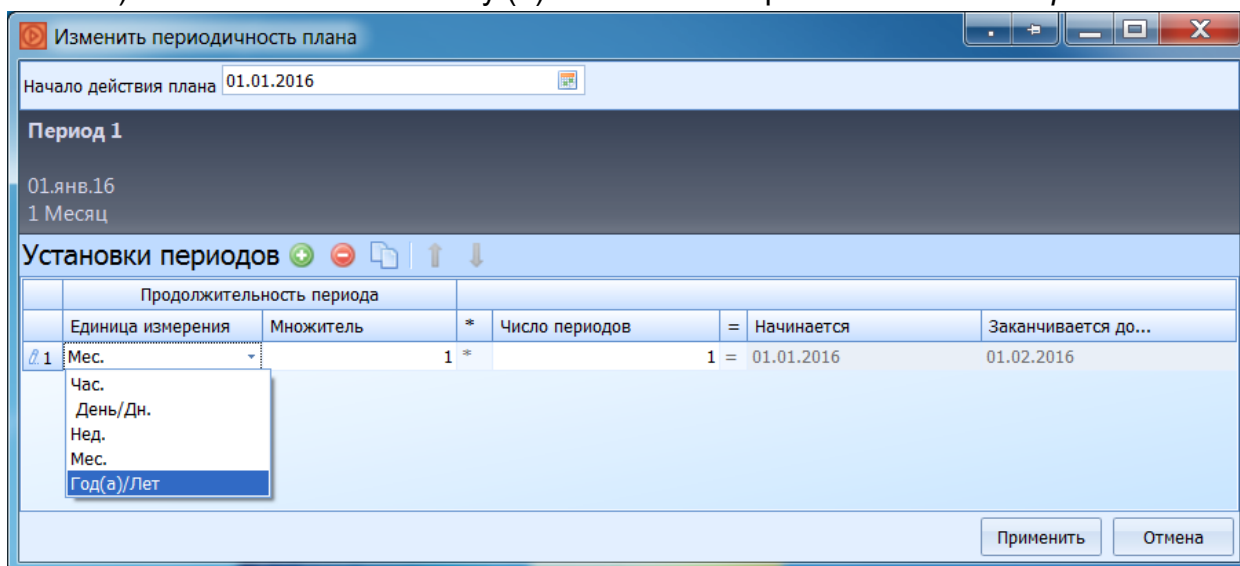 Изменить периодичность плана
Начало действия плана 01.01.2016
Период 1
01.янв.16
1 Месяц
Установки периодов
Продолжительность периода
Единица измерения Множитель * Число периодов = Начинается Заканчивается до...
1 Мес. 1 * 1 = 01.01.2016 01.02.2016
Час.
День/Дн.
Нед.
Мес.
Год(а)/Лет
Применить Отмена